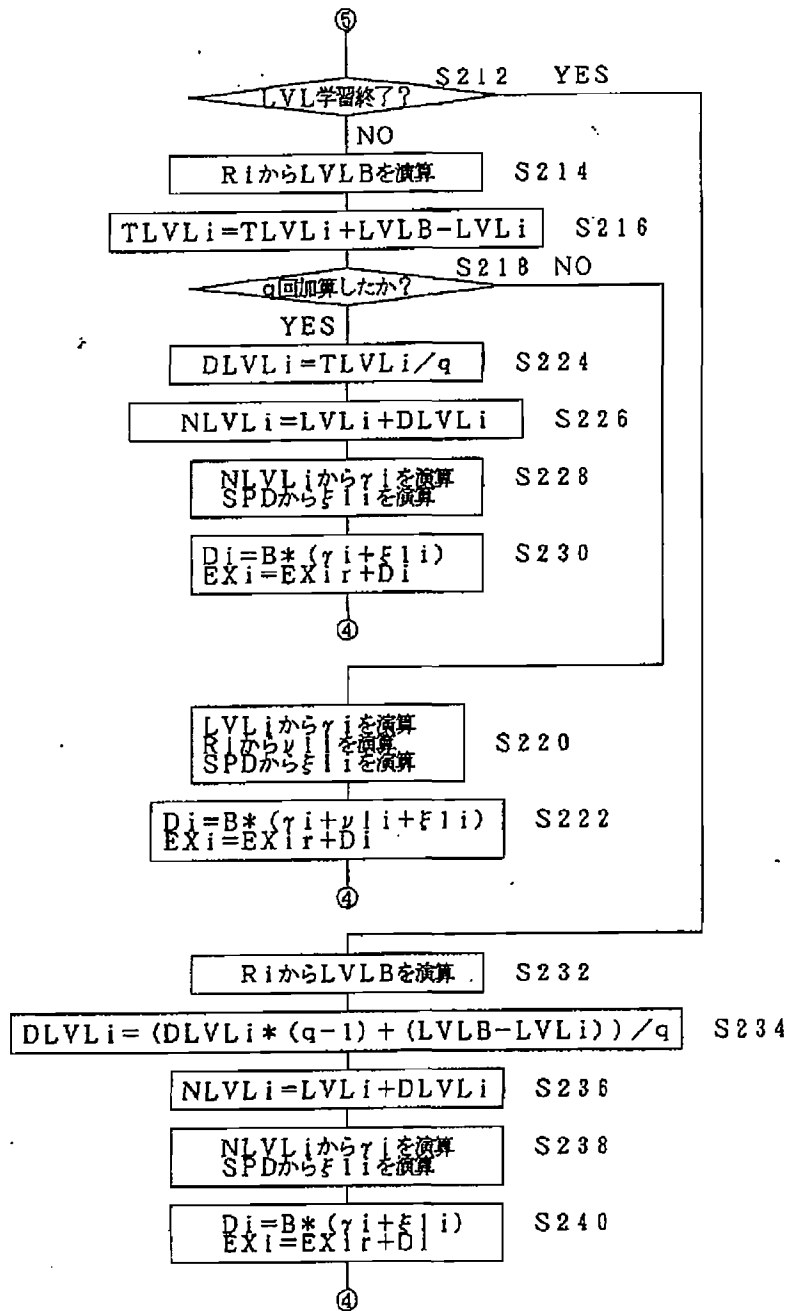 ⑤
S212 YES
LVL学習終了?
NO
RiからLVLBを演算 S214
TLVLi=TLVLi+LVLB-LVLi S216
S218 NO
q回加算したか?
YES
DLVLi=TLVLi/q S224
NLVLi=LVLi+DLVLi S226
NLVLiからγiを演算 S228
SPDからξliを演算
Di=B*(γi+ξli) S230
EXi=EXir+Di
④
LVLiからγiを演算
Riからνliを演算 S220
SPDからξliを演算
Di=B*(γi+νli+ξli) S222
EXi=EXir+Di
④
RiからLVLBを演算 S232
DLVLi=(DLVLi*(q-1)+(LVLB-LVLi))/q S234
NLVLi=LVLi+DLVLi S236
NLVLiからγiを演算 S238
SPDからξliを演算
Di=B*(γi+ξli) S240
EXi=EXir+Di
④